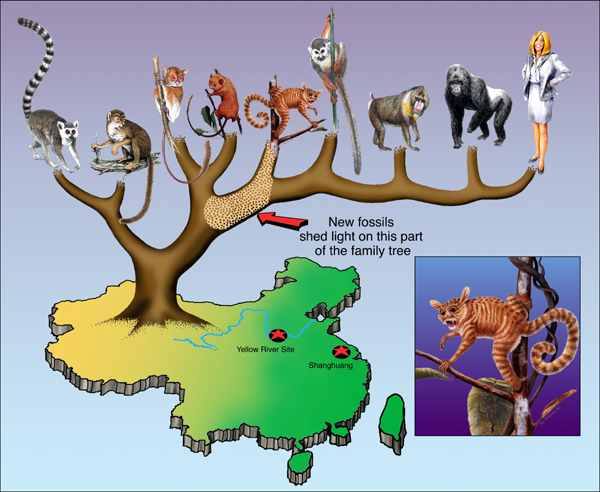 New fossils
shed light on this part
of the family tree
Yellow River Site
Shanghuang